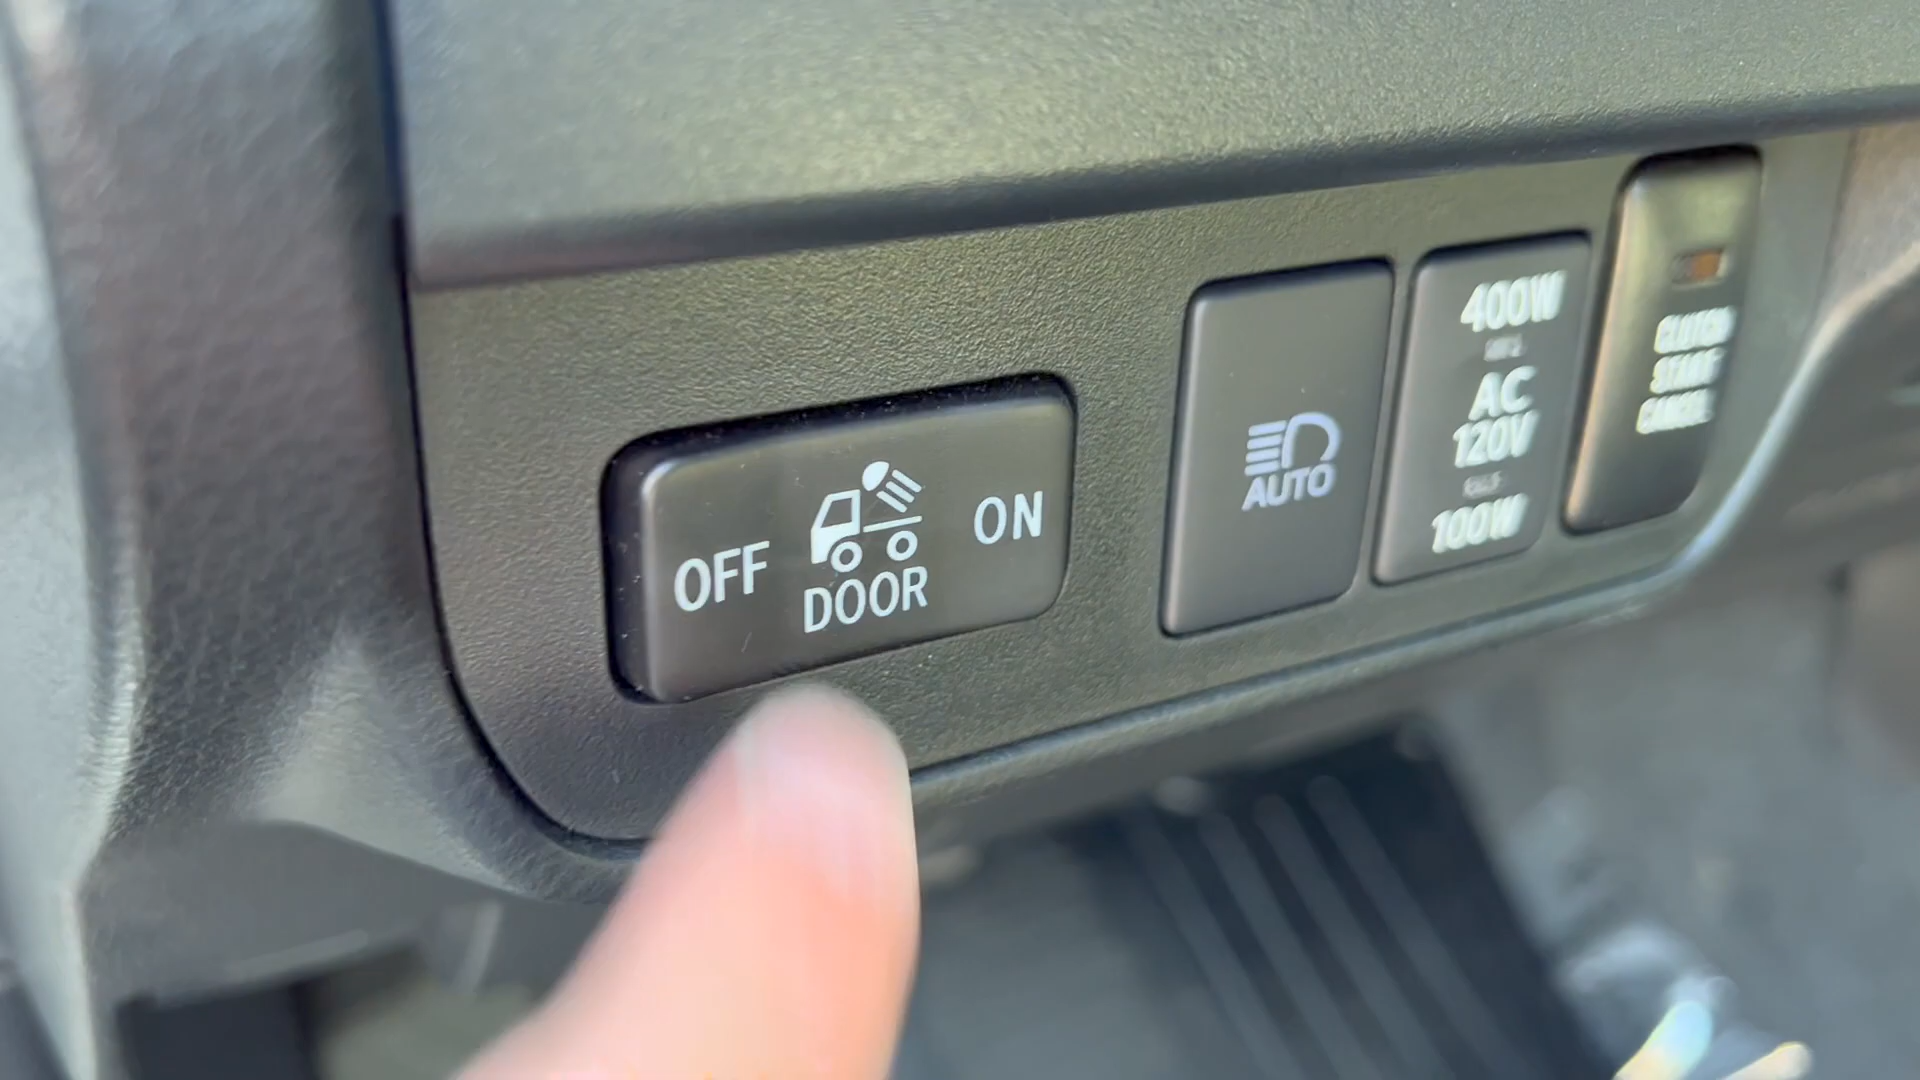 OFF
DOOR
ON
AUTO
400W
AC
120V
100W
CLUTCH
START
CANCEL